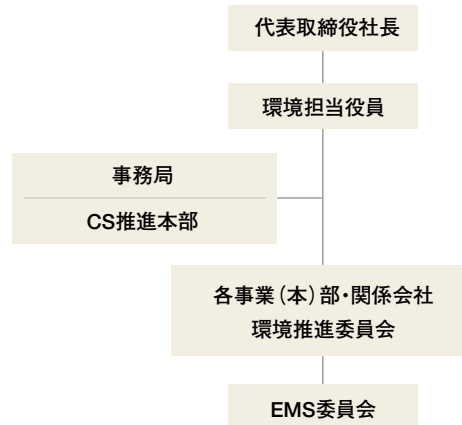 代表取締役社長
環境担当役員
事務局
CS推進本部
各事業（本）部・関係会社
環境推進委員会
EMS委員会